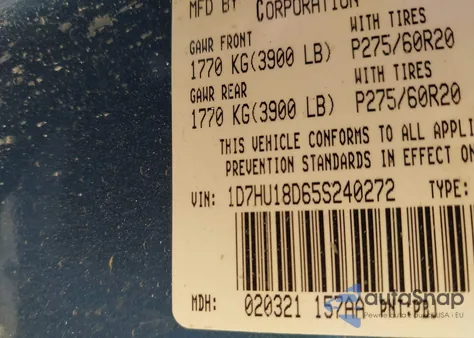 MFD BY CORPORATION
GAWR FRONT WITH TIRES
1770 KG(3900 LB) P275/60R20
GAWR REAR WITH TIRES
1770 KG(3900 LB) P275/60R20
THIS VEHICLE CONFORMS TO ALL APPLI
PREVENTION STANDARDS IN EFFECT ON
VIN: 1D7HU18D65S240272 TYPE:
MDH: 020321 157AA PNT:PBJ
autoSnap